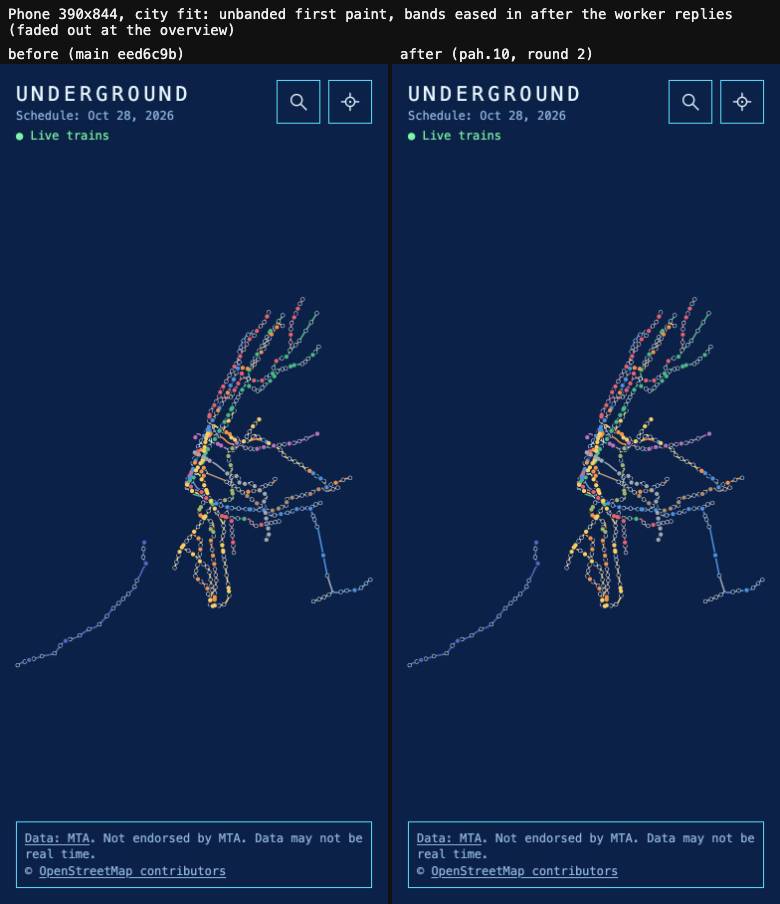 Phone 390x844, city fit: unbanded first paint, bands eased in after the worker replies
(faded out at the overview)
before (main eed6c9b)
after (pah.10, round 2)
UNDERGROUND
Schedule: Oct 28, 2026
Live trains
UNDERGROUND
Schedule: Oct 28, 2026
Live trains
Data: MTA. Not endorsed by MTA. Data may not be
real time.
© OpenStreetMap contributors
Data: MTA. Not endorsed by MTA. Data may not be
real time.
© OpenStreetMap contributors